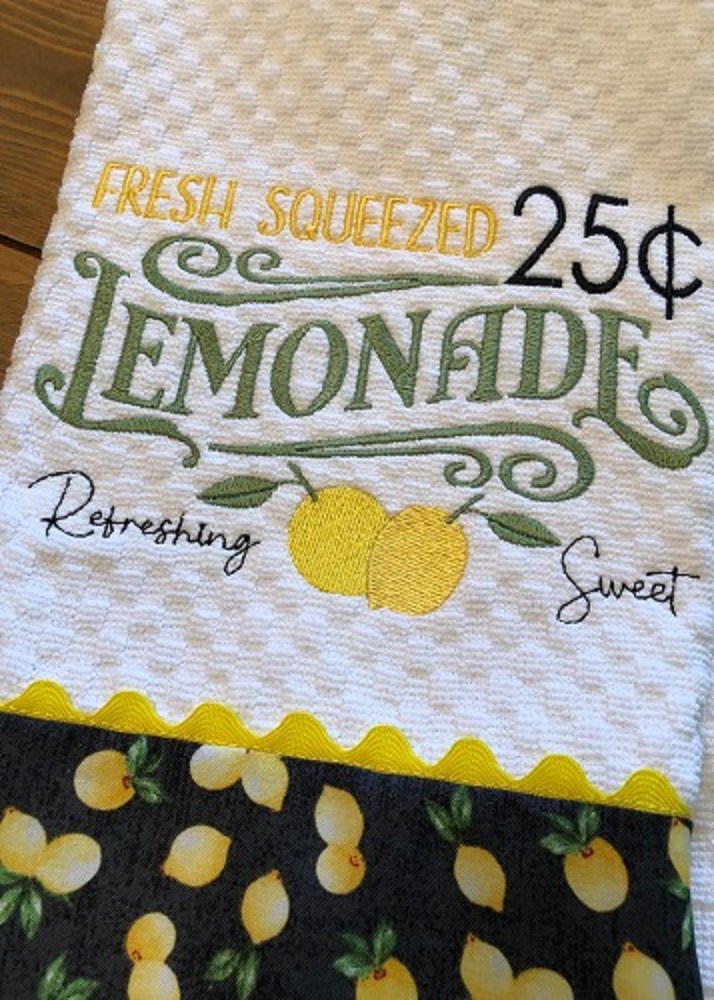 FRESH SQUEEZED 25¢
LEMONADE
Refreshing
Sweet